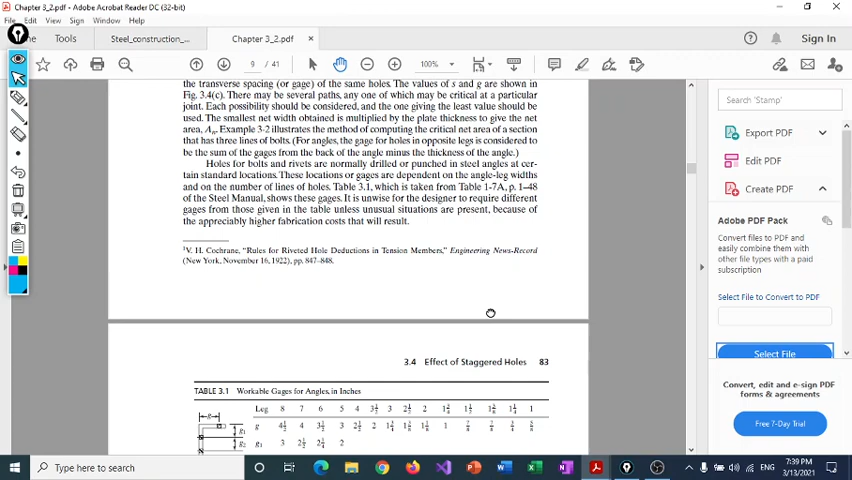 Chapter 3_2.pdf - Adobe Acrobat Reader DC (32-bit)
File Edit View Sign Window Help
Tools Steel_construction_... Chapter 3_2.pdf × Sign In
9 / 41 100%
the transverse spacing (or gage) of the same holes. The values of s and g are shown in
Fig. 3.4(c). There may be several paths, any one of which may be critical at a particular
joint. Each possibility should be considered, and the one giving the least value should be
used. The smallest net width obtained is multiplied by the plate thickness to give the net
area, An. Example 3-2 illustrates the method of computing the critical net area of a section
that has three lines of bolts. (For angles, the gage for holes in opposite legs is considered to
be the sum of the gages from the back of the angle minus the thickness of the angle.)
Holes for bolts and rivets are normally drilled or punched in steel angles at cer-
tain standard locations. These locations or gages are dependent on the angle-leg widths
and on the number of lines of holes. Table 3.1, which is taken from Table 1-7A, p. 1–48
of the Steel Manual, shows these gages. It is unwise for the designer to require different
gages from those given in the table unless unusual situations are present, because of
the appreciably higher fabrication costs that will result.
¹V. H. Cochrane, “Rules for Riveted Hole Deductions in Tension Members,” Engineering News-Record
(New York, November 16, 1922), pp. 847–848.
3.4 Effect of Staggered Holes 83
TABLE 3.1 Workable Gages for Angles, in Inches
Leg 8 7 6 5 4 3½ 3 2½ 2 1¾ 1½ 1⅜ 1¼ 1
g 4½ 4 3½ 3 2½ 2 1¾ 1⅜ 1⅛ 1 ⅞ ⅞ ¾ ⅝
g₁ 3 2½ 2¼ 2
g
g₁
g₂
Search 'Stamp'
Export PDF
Edit PDF
Create PDF
Adobe PDF Pack
Convert files to PDF and
easily combine them with
other file types with a paid
subscription
Select File to Convert to PDF
Select File
Convert, edit and e-sign PDF
forms & agreements
Free 7-Day Trial
Type here to search
ENG
7:39 PM
3/13/2021